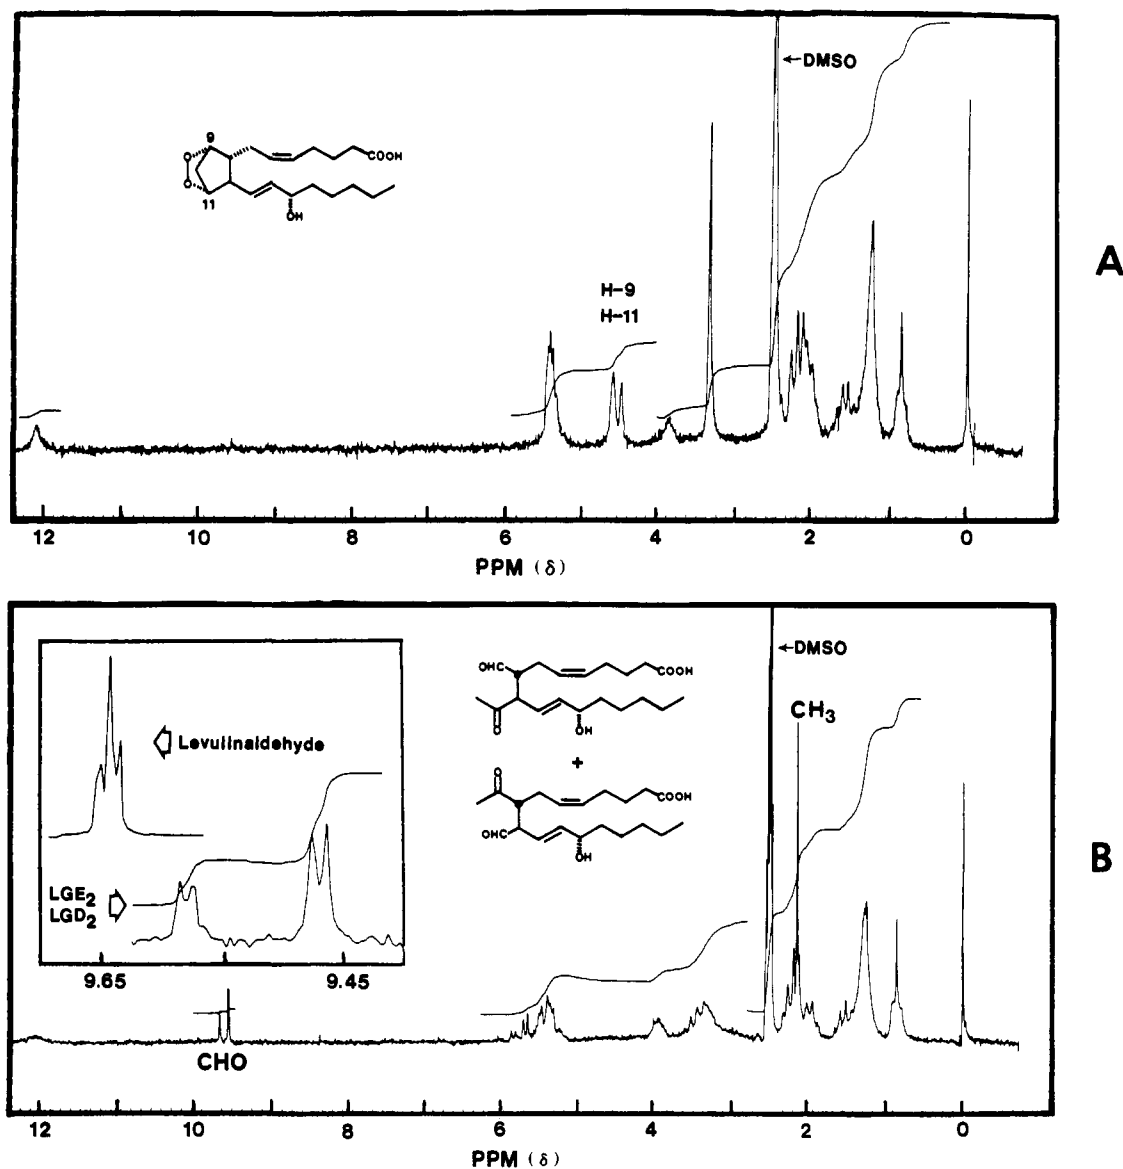 ←DMSO
9
O
COOH
O
11
OH
H-9
H-11
A
12 10 8 6 4 2 0
PPM (δ)
←DMSO
OHC
COOH
CH₃
O
OH
Levulinaldehyde
+
O
COOH
OHC
OH
B
LGE₂
LGD₂
9.65 9.45
CHO
12 10 8 6 4 2 0
PPM (δ)